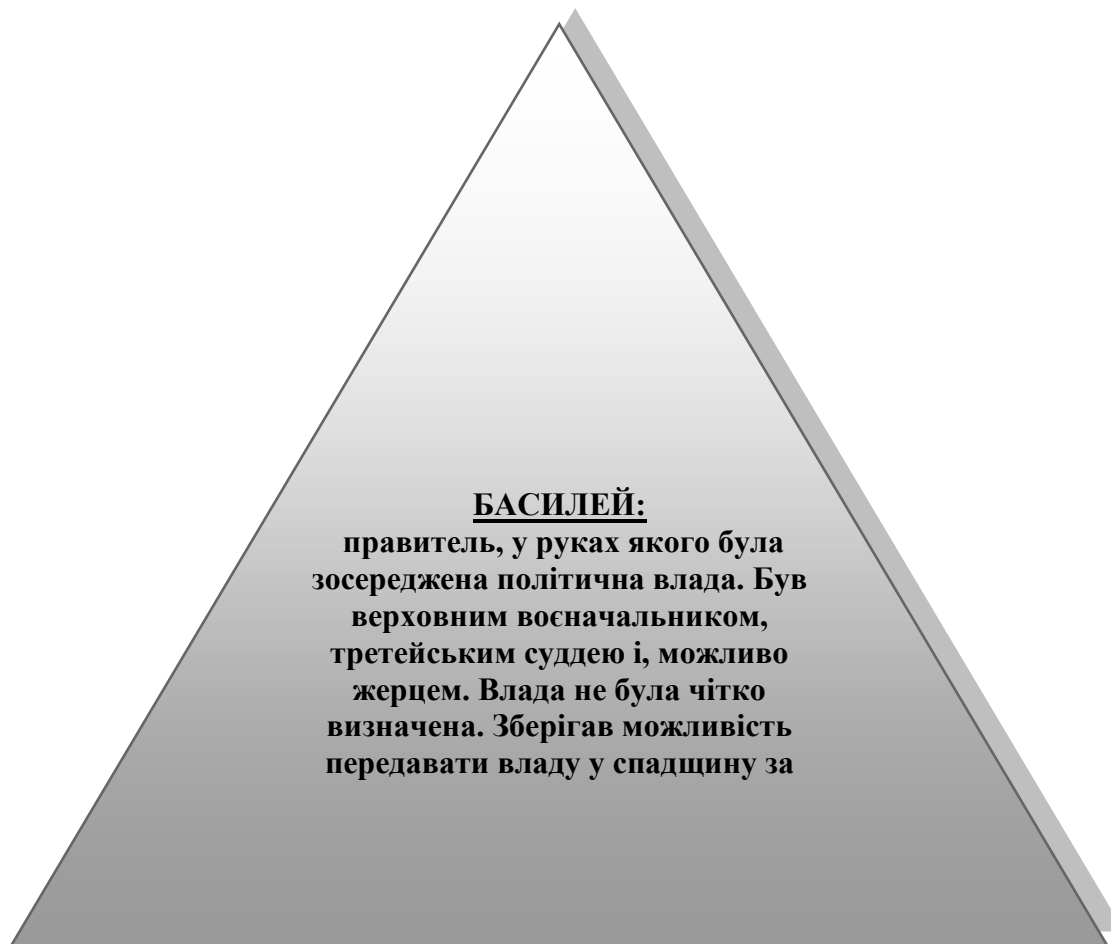 БАСИЛЕЙ:
правитель, у руках якого була
зосереджена політична влада. Був
верховним воєначальником,
третейським суддею і, можливо
жерцем. Влада не була чітко
визначена. Зберігав можливість
передавати владу у спадщину за